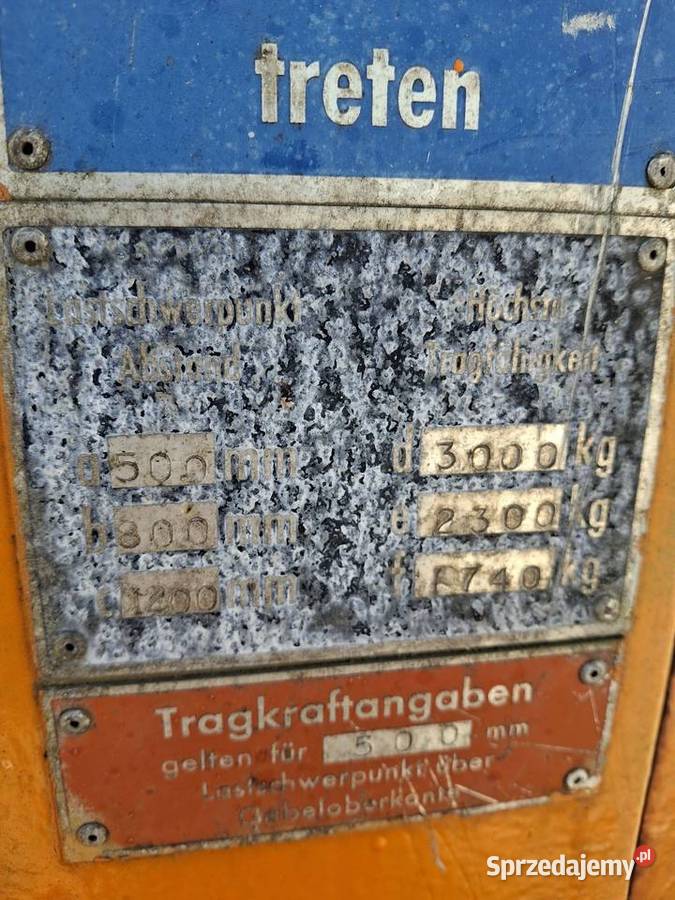 treten
Lastschwerpunkt Höchste
Abstand Tragfähigkeit
a 500 mm d 3000 kg
b 800 mm e 2300 kg
c 1200 mm f 1740 kg
Tragkraftangaben
gelten für 500 mm
Lastschwerpunkt über
Gabeloberkante
Sprzedajemy.pl